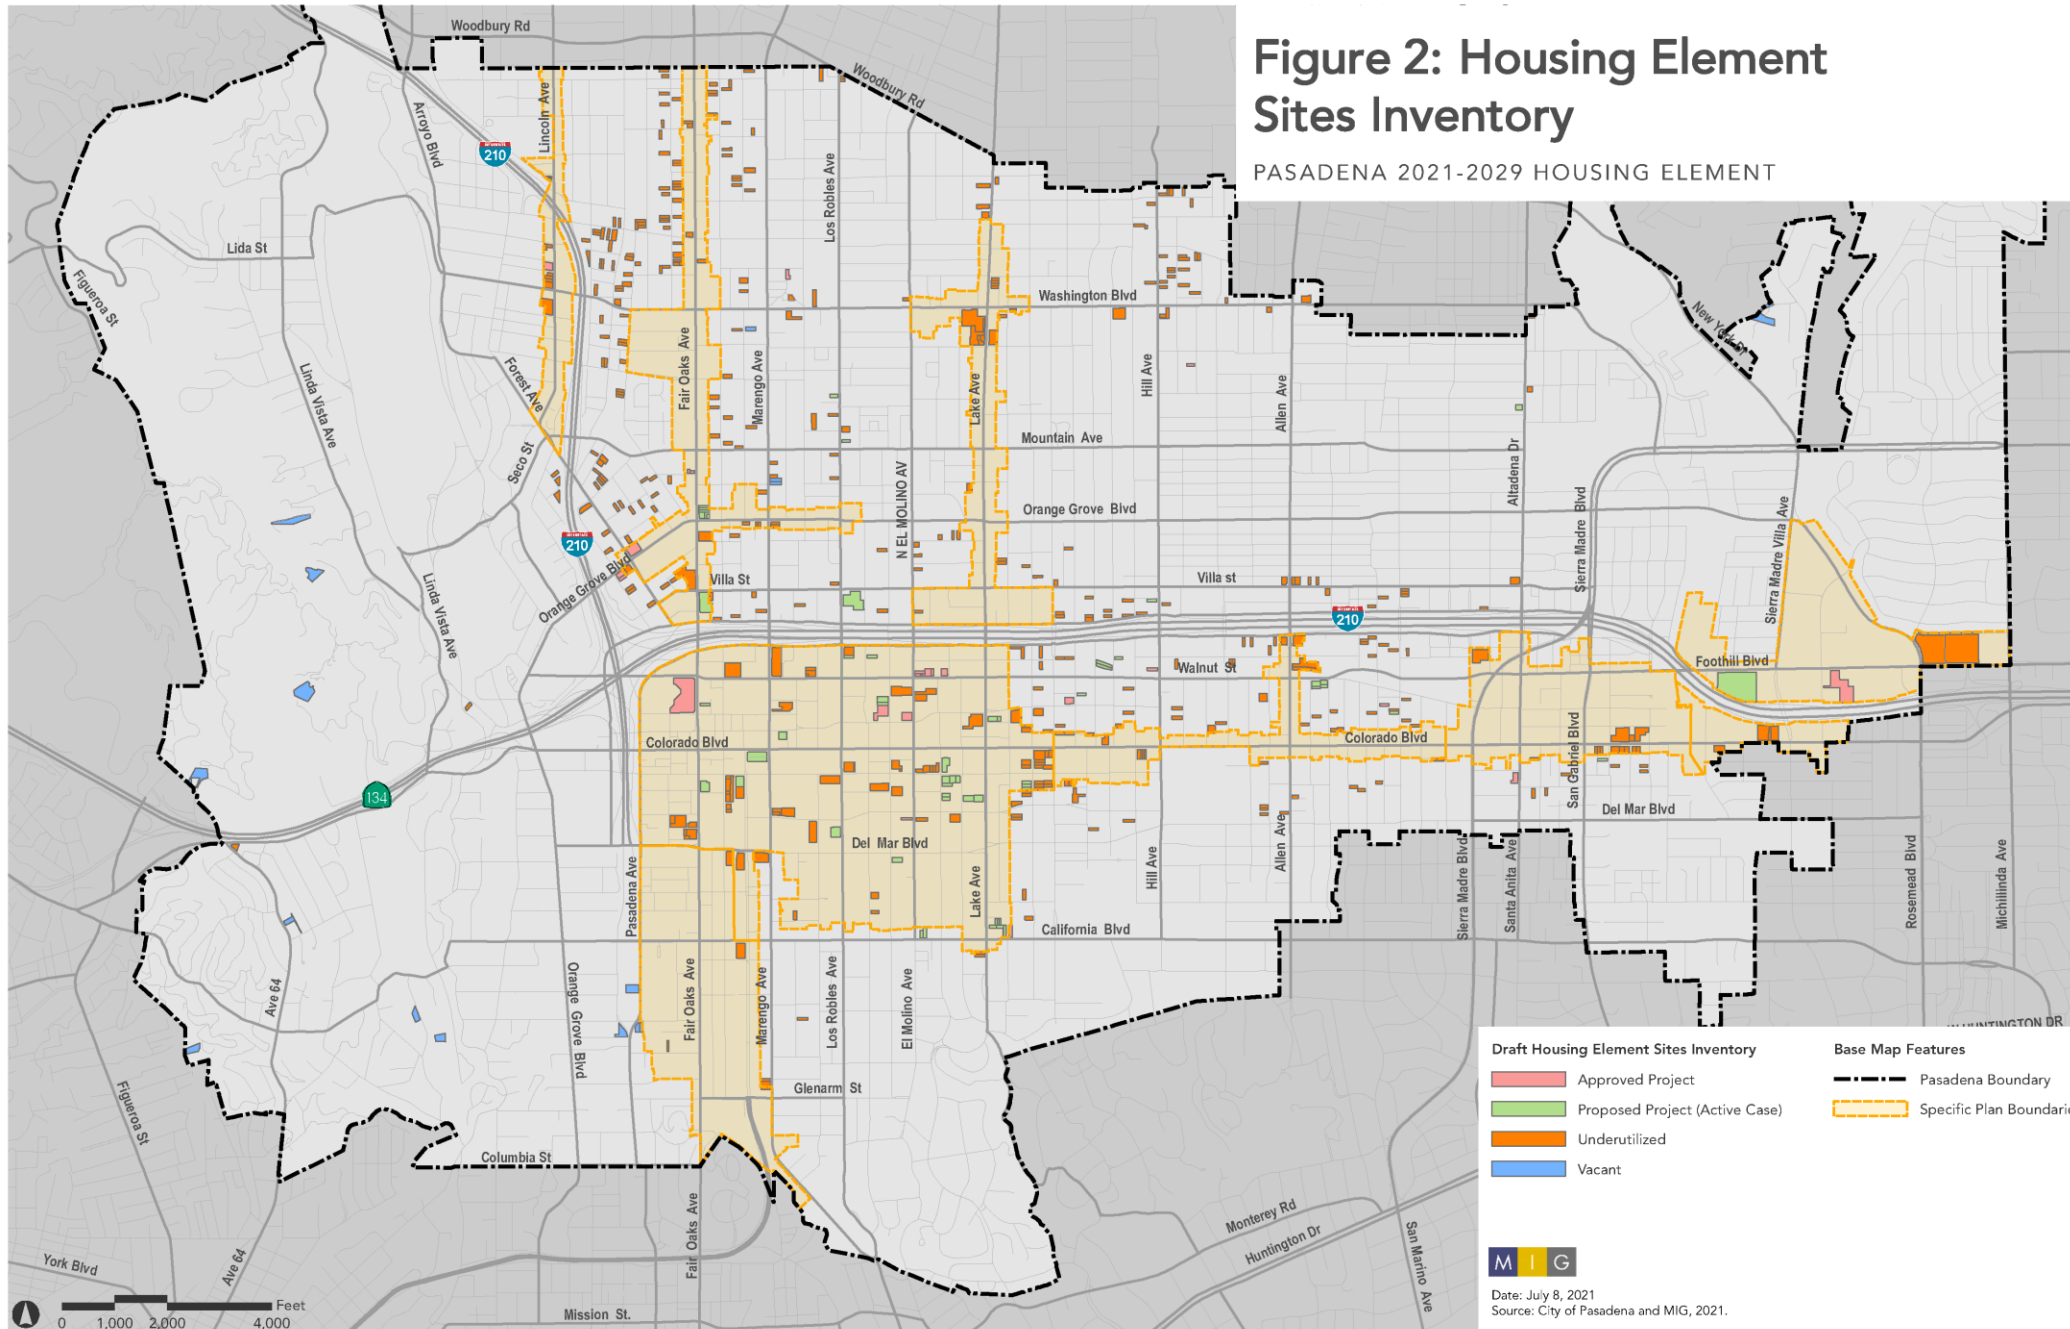 Figure 2: Housing Element
Sites Inventory
PASADENA 2021-2029 HOUSING ELEMENT
Woodbury Rd
Woodbury Rd
Lincoln Ave
Arroyo Blvd
210
Los Robles Ave
Lida St
Figueroa St
Washington Blvd
New York Dr
Linda Vista Ave
Forest Ave
Fair Oaks Ave
Marengo Ave
Lake Ave
Hill Ave
Allen Ave
Seco St
Mountain Ave
Altadena Dr
N EL MOLINO AV
Orange Grove Blvd
Sierra Madre Blvd
Sierra Madre Villa Ave
210
Orange Grove Blvd
Villa St
Villa st
Linda Vista Ave
210
Walnut St
Foothill Blvd
Colorado Blvd
Colorado Blvd
San Gabriel Blvd
134
Del Mar Blvd
Del Mar Blvd
Pasadena Ave
Lake Ave
Hill Ave
Allen Ave
Sierra Madre Blvd
Santa Anita Ave
Rosemead Blvd
Michillinda Ave
California Blvd
Ave 64
Orange Grove Blvd
Fair Oaks Ave
Marengo Ave
Los Robles Ave
El Molino Ave
HUNTINGTON DR
Glenarm St
Figueroa St
Columbia St
Fair Oaks Ave
Monterey Rd
Huntington Dr
San Marino Ave
York Blvd
Ave 64
Mission St.
Draft Housing Element Sites Inventory
Approved Project
Proposed Project (Active Case)
Underutilized
Vacant
Base Map Features
Pasadena Boundary
Specific Plan Boundarie
M I G
Date: July 8, 2021
Source: City of Pasadena and MIG, 2021.
Feet
0 1,000 2,000 4,000